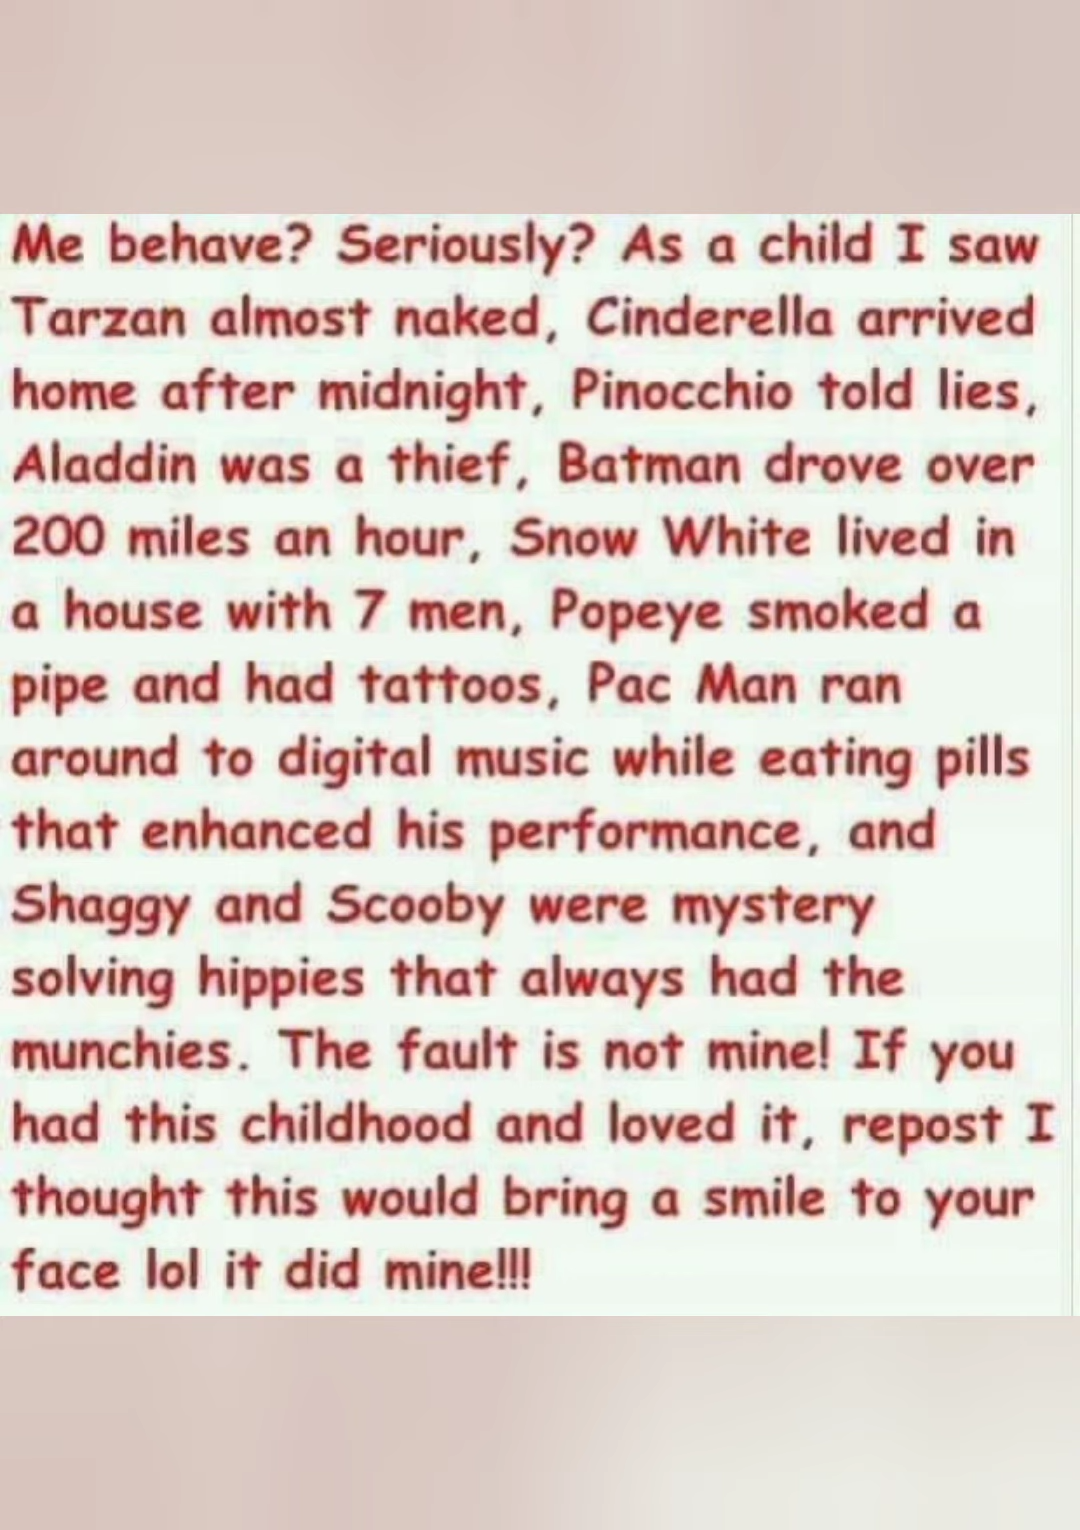 Me behave? Seriously? As a child I saw
Tarzan almost naked, Cinderella arrived
home after midnight, Pinocchio told lies,
Aladdin was a thief, Batman drove over
200 miles an hour, Snow White lived in
a house with 7 men, Popeye smoked a
pipe and had tattoos, Pac Man ran
around to digital music while eating pills
that enhanced his performance, and
Shaggy and Scooby were mystery
solving hippies that always had the
munchies. The fault is not mine! If you
had this childhood and loved it, repost I
thought this would bring a smile to your
face lol it did mine!!!